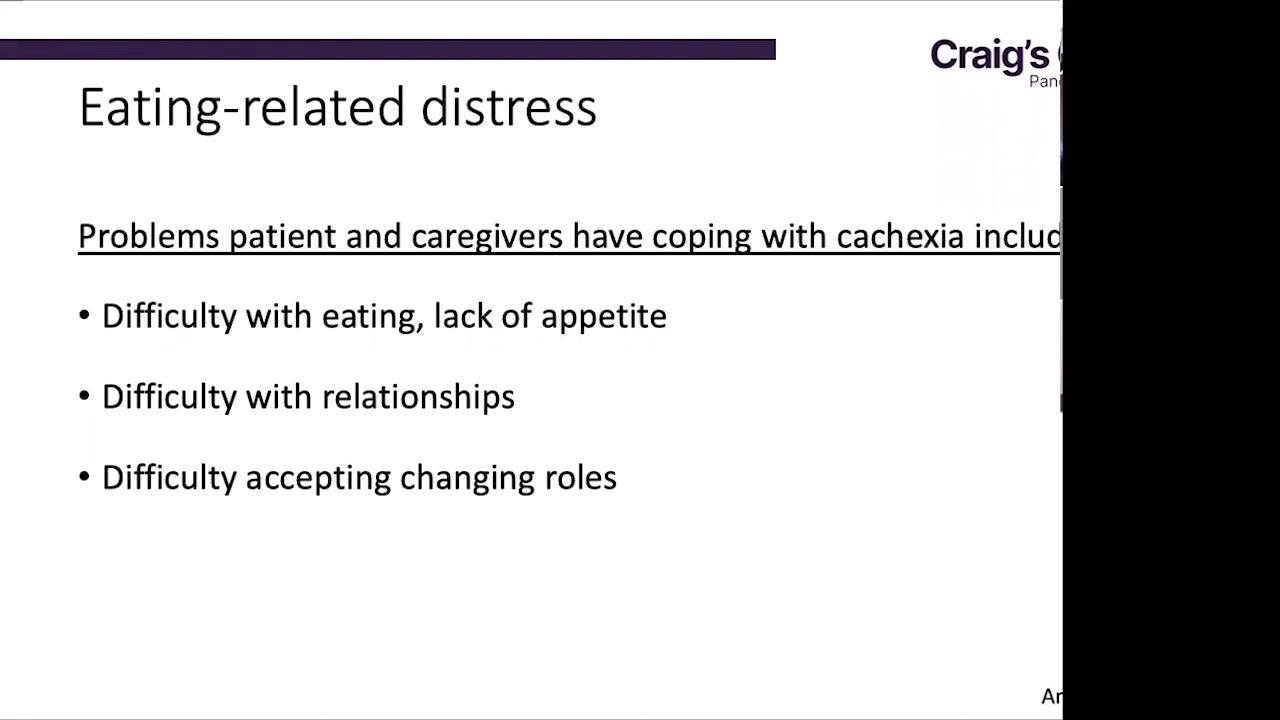 Craig's
Eating-related distress
Problems patient and caregivers have coping with cachexia includ
• Difficulty with eating, lack of appetite
• Difficulty with relationships
• Difficulty accepting changing roles